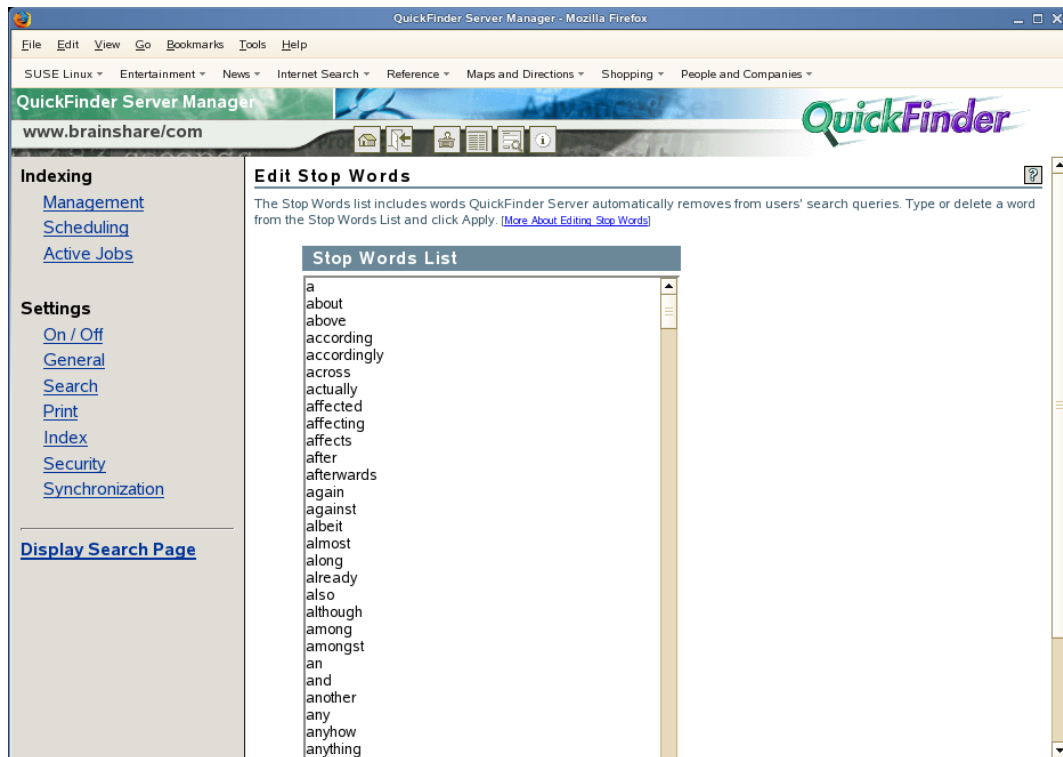 QuickFinder Server Manager - Mozilla Firefox
File Edit View Go Bookmarks Tools Help
SUSE Linux Entertainment News Internet Search Reference Maps and Directions Shopping People and Companies
QuickFinder Server Manager
Advanced Sea
QuickFinder
www.brainshare/com
Indexing
Management
Scheduling
Active Jobs
Settings
On / Off
General
Search
Print
Index
Security
Synchronization
Display Search Page
Edit Stop Words
?
The Stop Words list includes words QuickFinder Server automatically removes from users' search queries. Type or delete a word
from the Stop Words List and click Apply. [More About Editing Stop Words]
Stop Words List
a
about
above
according
accordingly
across
actually
affected
affecting
affects
after
afterwards
again
against
albeit
almost
along
already
also
although
among
amongst
an
and
another
any
anyhow
anything